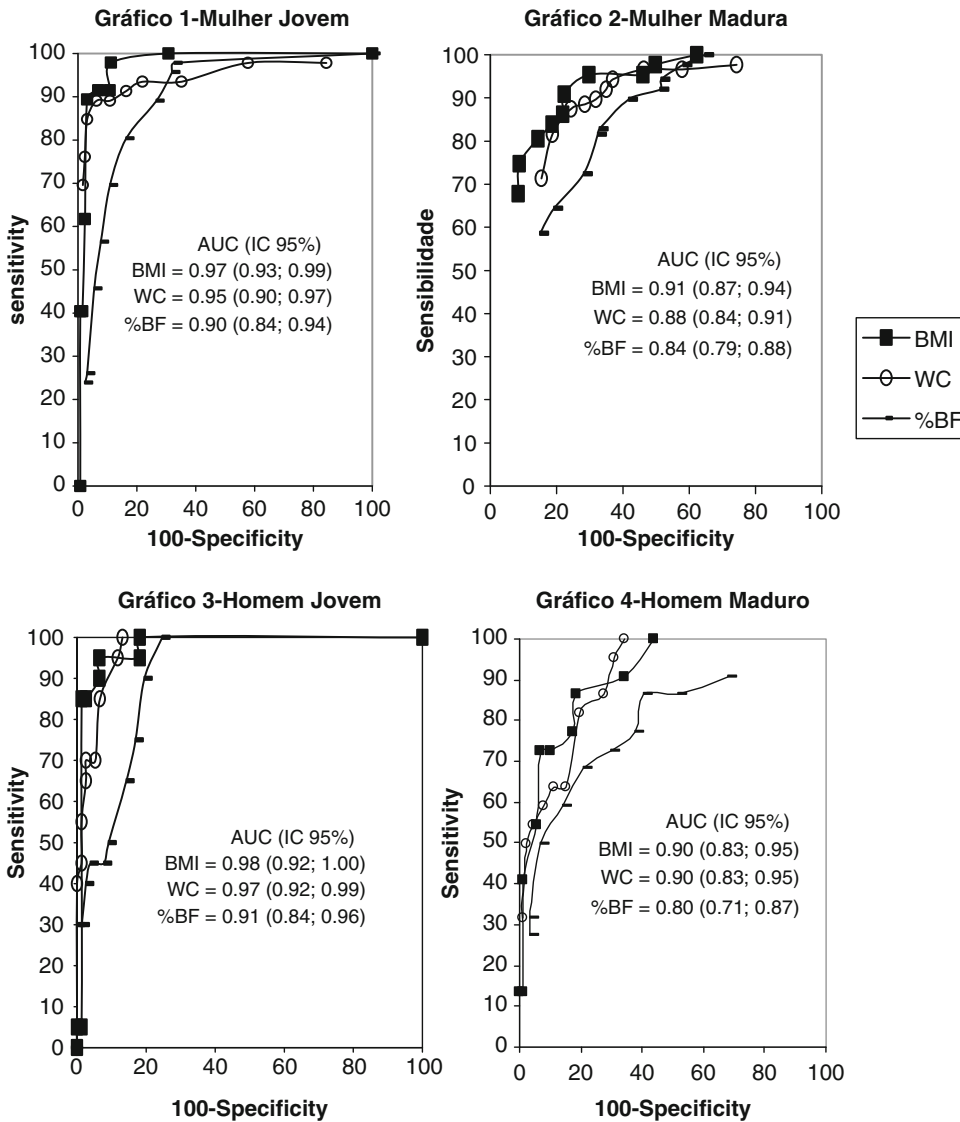 Gráfico 1-Mulher Jovem
100
90
80
70
60
50
40
30
20
10
0
sensitivity
AUC (IC 95%)
BMI = 0.97 (0.93; 0.99)
WC = 0.95 (0.90; 0.97)
%BF = 0.90 (0.84; 0.94)
0 20 40 60 80 100
100-Specificity
Gráfico 2-Mulher Madura
100
90
80
70
60
50
40
30
20
10
0
Sensibilidade
AUC (IC 95%)
BMI = 0.91 (0.87; 0.94)
WC = 0.88 (0.84; 0.91)
%BF = 0.84 (0.79; 0.88)
0 20 40 60 80 100
100-Specificity
BMI
WC
%BF
Gráfico 3-Homem Jovem
100
90
80
70
60
50
40
30
20
10
0
Sensitivity
AUC (IC 95%)
BMI = 0.98 (0.92; 1.00)
WC = 0.97 (0.92; 0.99)
%BF = 0.91 (0.84; 0.96)
0 20 40 60 80 100
100-Specificity
Gráfico 4-Homem Maduro
100
90
80
70
60
50
40
30
20
10
0
Sensitivity
AUC (IC 95%)
BMI = 0.90 (0.83; 0.95)
WC = 0.90 (0.83; 0.95)
%BF = 0.80 (0.71; 0.87)
0 20 40 60 80 100
100-Specificity